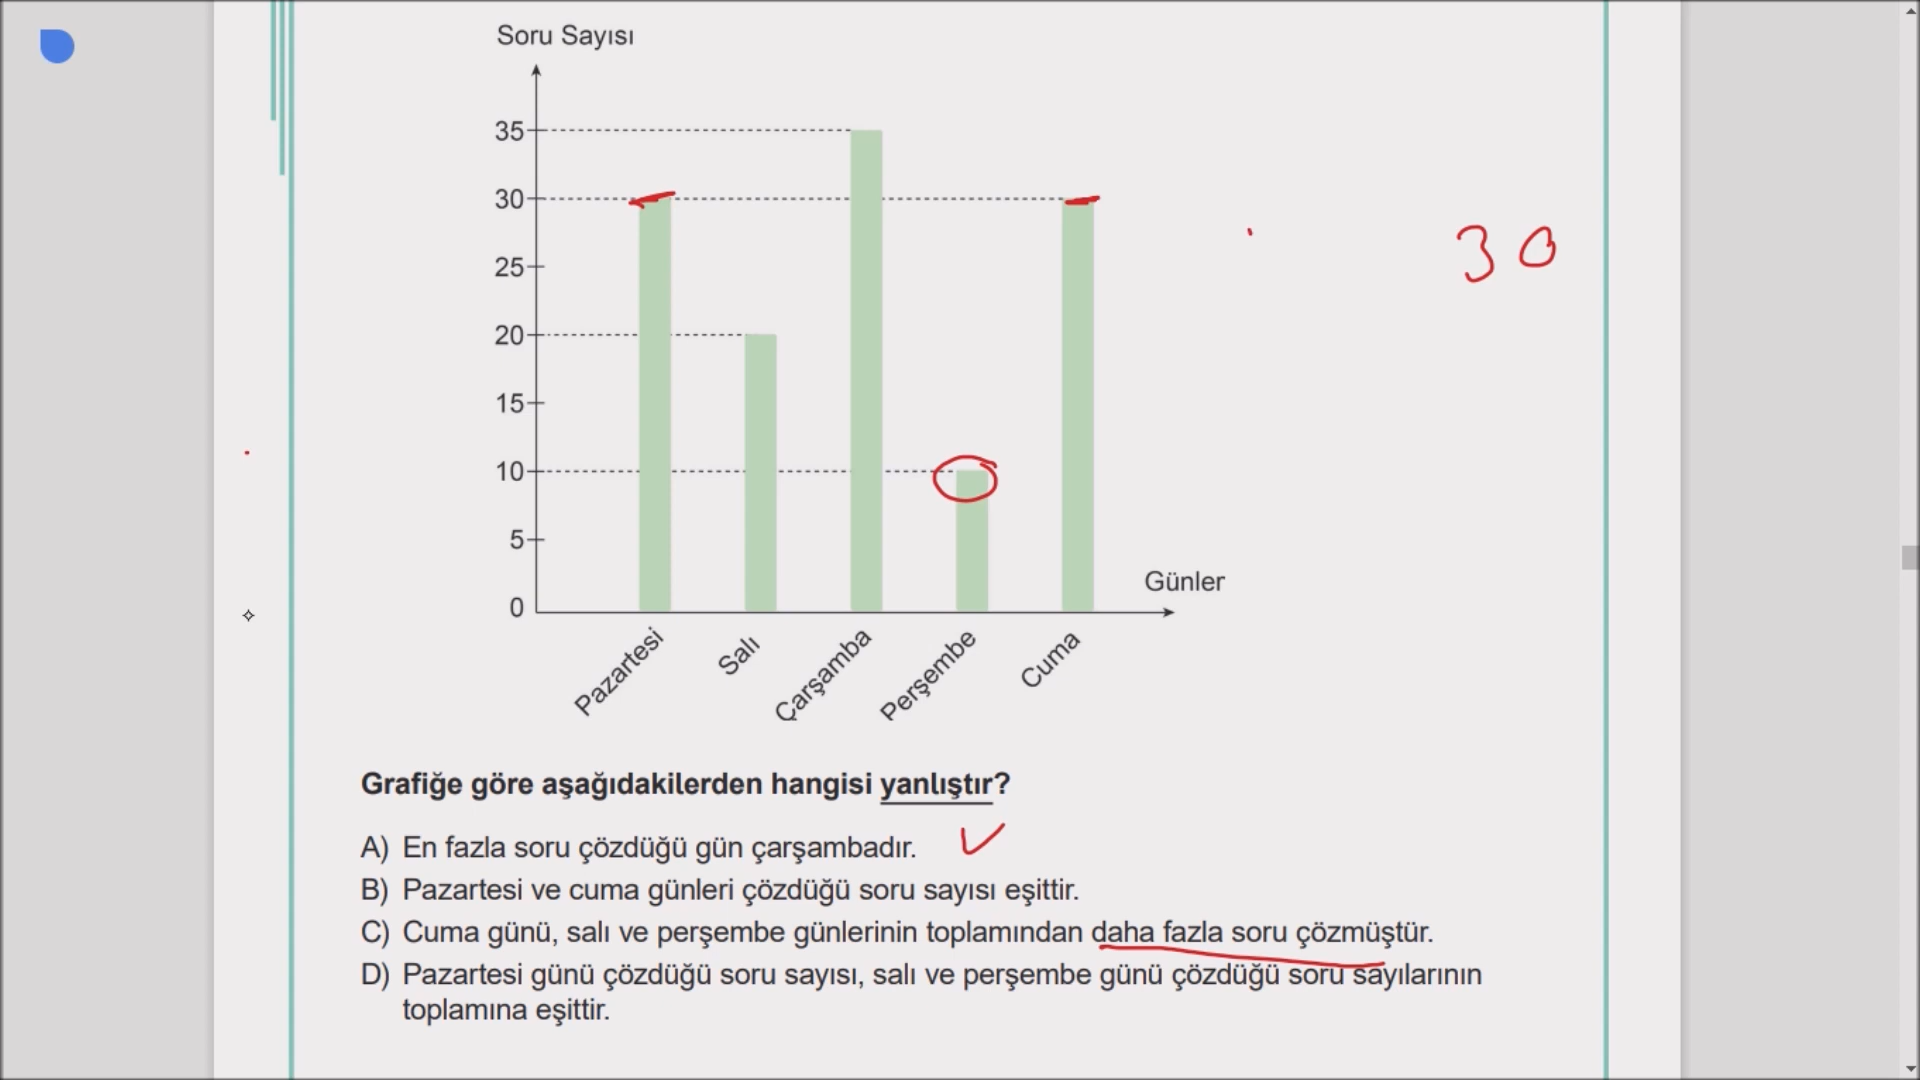 Soru Sayısı
35
30
25
20
15
10
5
0
30
Günler
Pazartesi
Salı
Çarşamba
Perşembe
Cuma
Grafiğe göre aşağıdakilerden hangisi yanlıştır?
A) En fazla soru çözdüğü gün çarşambadır.
B) Pazartesi ve cuma günleri çözdüğü soru sayısı eşittir.
C) Cuma günü, salı ve perşembe günlerinin toplamından daha fazla soru çözmüştür.
D) Pazartesi günü çözdüğü soru sayısı, salı ve perşembe günü çözdüğü soru sayılarının
toplamına eşittir.